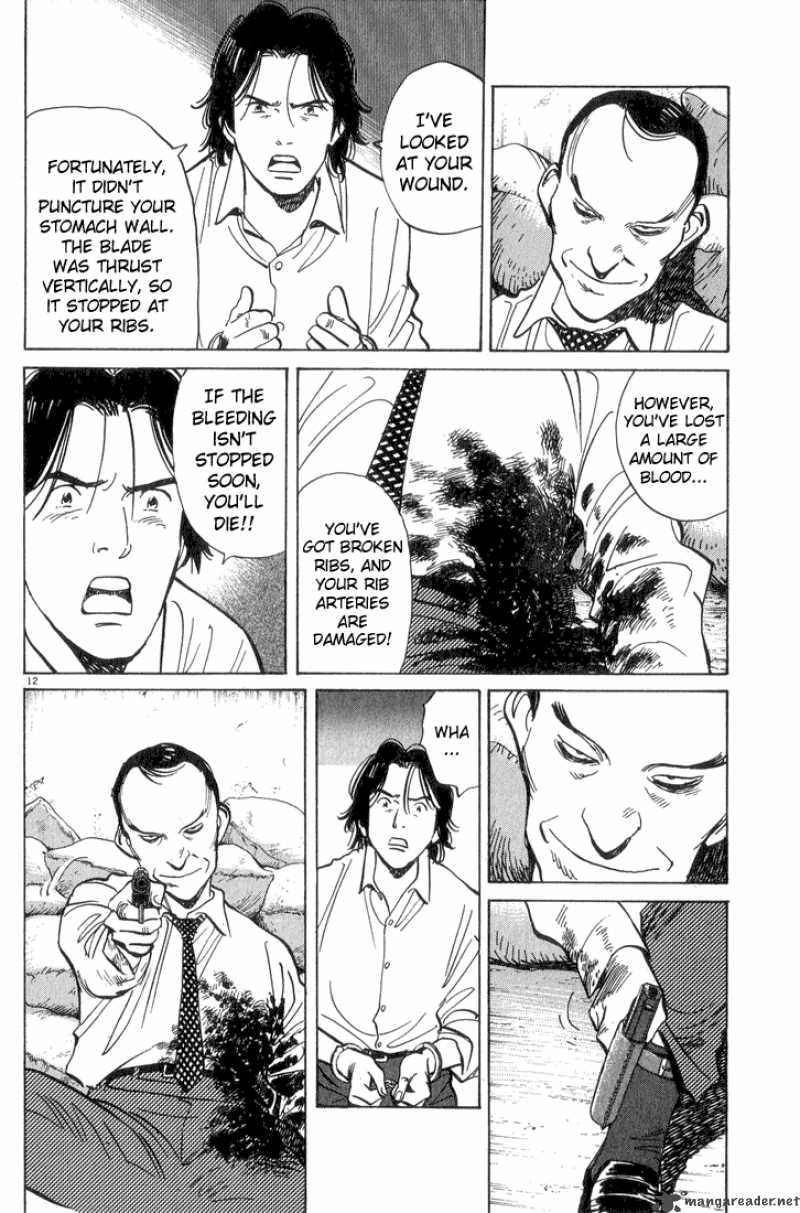 I'VE
LOOKED
AT YOUR
WOUND.
FORTUNATELY,
IT DIDN'T
PUNCTURE YOUR
STOMACH WALL.
THE BLADE
WAS THRUST
VERTICALLY, SO
IT STOPPED AT
YOUR RIBS.
HOWEVER,
YOU'VE LOST
A LARGE
AMOUNT OF
BLOOD...
YOU'VE
GOT BROKEN
RIBS, AND
YOUR RIB
ARTERIES
ARE
DAMAGED!
IF THE
BLEEDING
ISN'T
STOPPED
SOON,
YOU'LL
DIE!!
12
WHA
...
mangareader.net